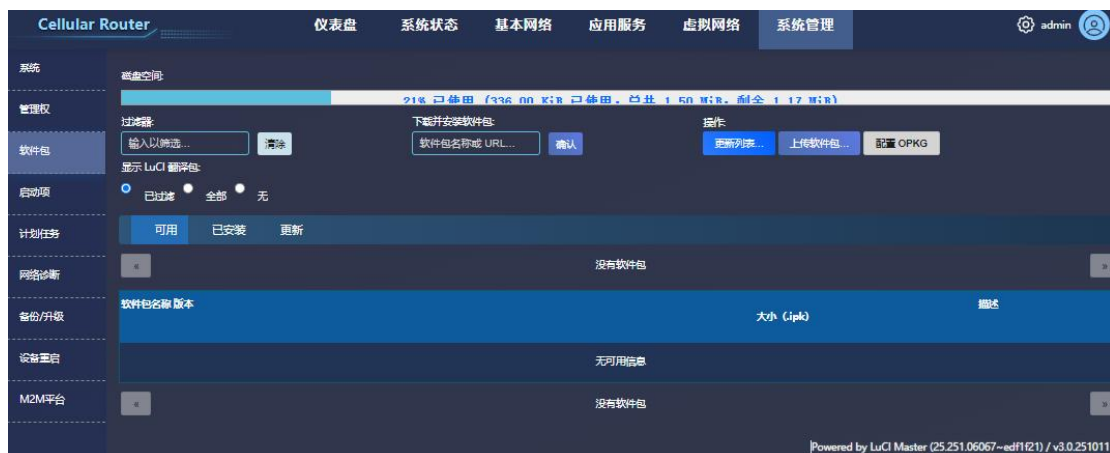 Cellular Router 仪表盘 系统状态 基本网络 应用服务 虚拟网络 系统管理 admin
系统
管理权
软件包
启动项
计划任务
网络诊断
备份/升级
设备重启
M2M平台
磁盘空间:
21% 已使用 (336.00 KiB 已使用, 总共 1.50 MiB, 剩余 1.17 MiB)
过滤器: 下载并安装软件包: 操作:
输入以筛选... 清除 软件包名称或 URL... 确认 更新列表... 上传软件包... 配置 OPKG
显示 LuCI 翻译包:
已过滤 全部 无
可用 已安装 更新
« 没有软件包 »
软件包名称 版本 大小 (.ipk) 描述
无可用信息
« 没有软件包 »
Powered by LuCI Master (25.251.06067~edf1f21) / v3.0.251011